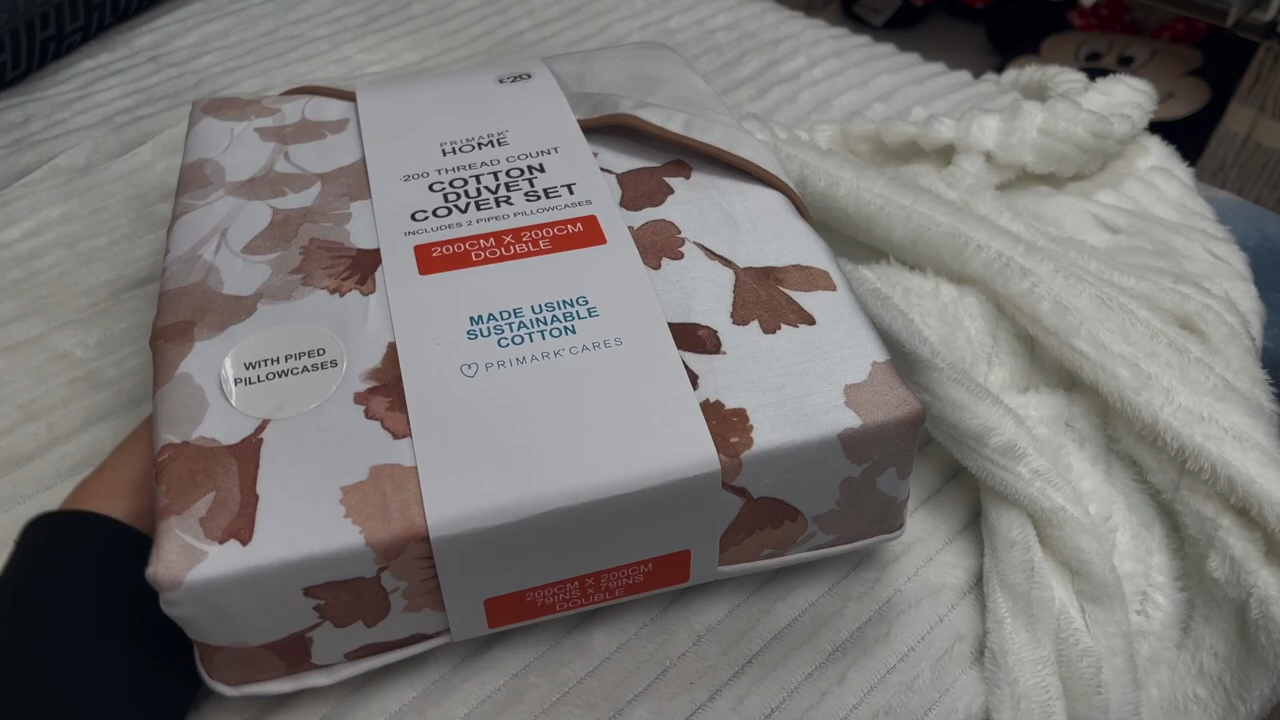 £20
PRIMARK®
HOME
200 THREAD COUNT
COTTON
DUVET
COVER SET
INCLUDES 2 PIPED PILLOWCASES
200CM X 200CM
DOUBLE
MADE USING
SUSTAINABLE
COTTON
PRIMARK® CARES
WITH PIPED
PILLOWCASES
200CM X 200CM
79INS X 79INS
DOUBLE